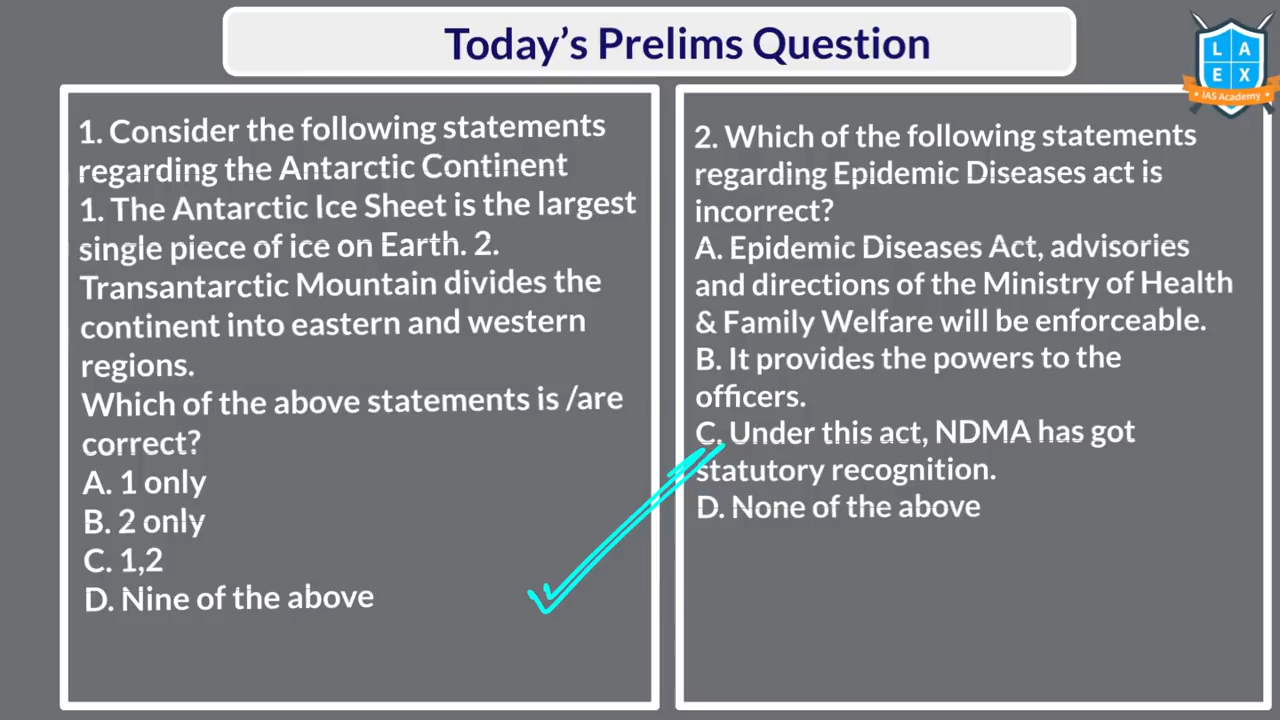 Today's Prelims Question
L A
E X
IAS Academy
1. Consider the following statements
regarding the Antarctic Continent
1. The Antarctic Ice Sheet is the largest
single piece of ice on Earth. 2.
Transantarctic Mountain divides the
continent into eastern and western
regions.
Which of the above statements is /are
correct?
A. 1 only
B. 2 only
C. 1,2
D. Nine of the above
2. Which of the following statements
regarding Epidemic Diseases act is
incorrect?
A. Epidemic Diseases Act, advisories
and directions of the Ministry of Health
& Family Welfare will be enforceable.
B. It provides the powers to the
officers.
C. Under this act, NDMA has got
statutory recognition.
D. None of the above